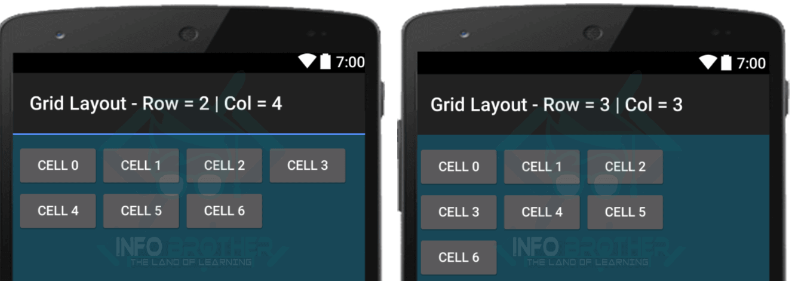 7:00
Grid Layout - Row = 2 | Col = 4
CELL 0 CELL 1 CELL 2 CELL 3
CELL 4 CELL 5 CELL 6
INFO BROTHER
THE LAND OF LEARNING
7:00
Grid Layout - Row = 3 | Col = 3
CELL 0 CELL 1 CELL 2
CELL 3 CELL 4 CELL 5
CELL 6
INFO BROTHER
THE LAND OF LEARNING